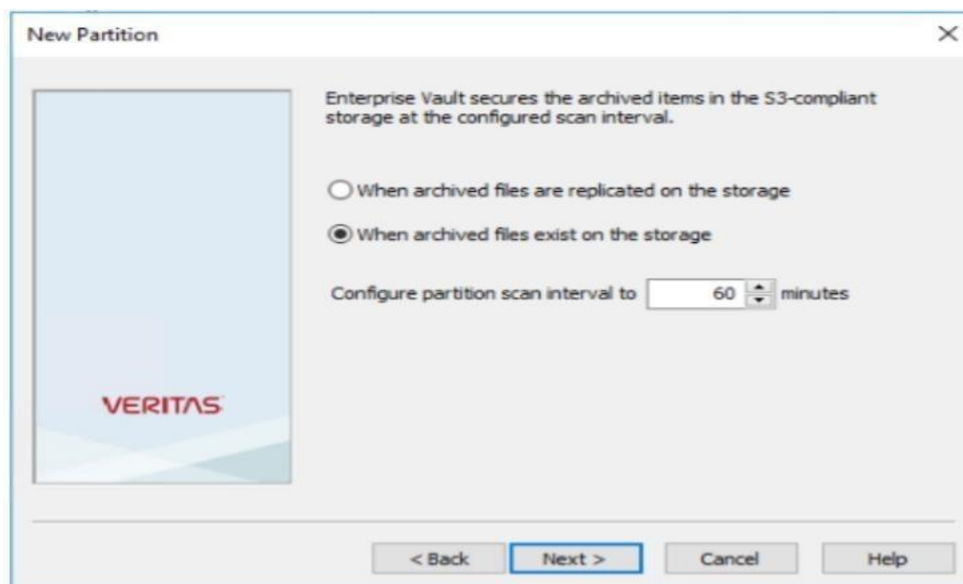 New Partition
Enterprise Vault secures the archived items in the S3-compliant
storage at the configured scan interval.
When archived files are replicated on the storage
When archived files exist on the storage
Configure partition scan interval to 60 minutes
VERITAS
< Back Next > Cancel Help